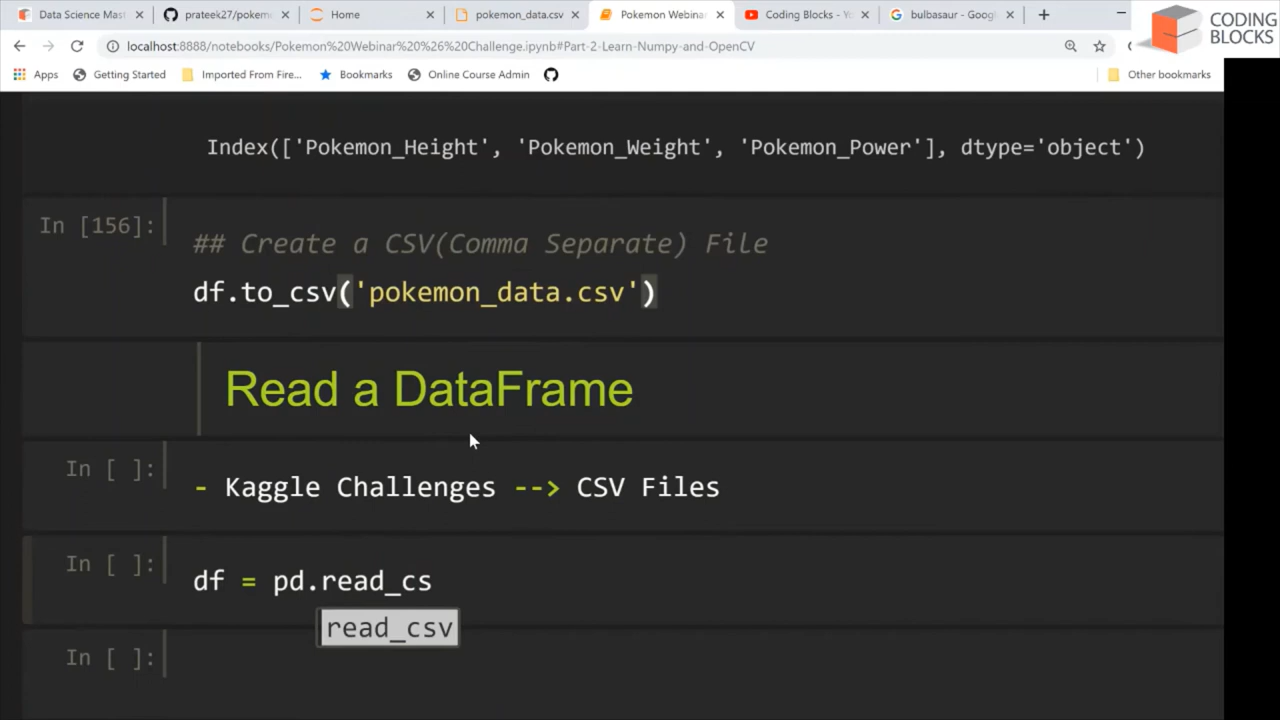 Data Science Mast
prateek27/pokem
Home
pokemon_data.csv
Pokemon Webina
Coding Blocks - Yo
bulbasaur - Googl
localhost:8888/notebooks/Pokemon%20Webinar%20%26%20Challenge.ipynb#Part-2-Learn-Numpy-and-OpenCV
CODING
BLOCKS
Apps
Getting Started
Imported From Fire...
Bookmarks
Online Course Admin
Other bookmarks
Index(['Pokemon_Height', 'Pokemon_Weight', 'Pokemon_Power'], dtype='object')
In [156]:
## Create a CSV(Comma Separate) File
df.to_csv('pokemon_data.csv')
Read a DataFrame
In [ ]:
- Kaggle Challenges --> CSV Files
In [ ]:
df = pd.read_cs
read_csv
In [ ]: